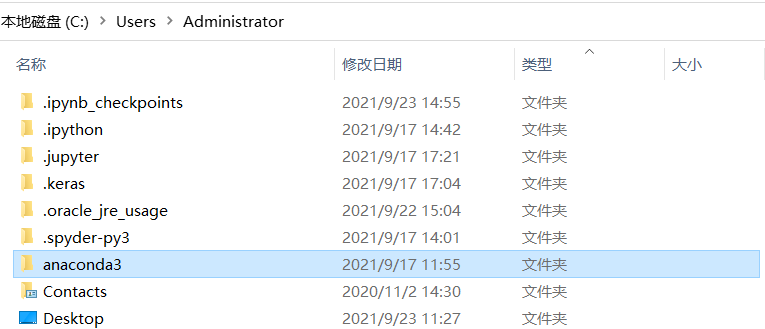 本地磁盘 (C:) > Users > Administrator
名称 修改日期 类型 大小
.ipynb_checkpoints 2021/9/23 14:55 文件夹
.ipython 2021/9/17 14:42 文件夹
.jupyter 2021/9/17 17:21 文件夹
.keras 2021/9/17 17:04 文件夹
.oracle_jre_usage 2021/9/22 15:04 文件夹
.spyder-py3 2021/9/17 14:01 文件夹
anaconda3 2021/9/17 11:55 文件夹
Contacts 2020/11/2 14:30 文件夹
Desktop 2021/9/23 11:27 文件夹